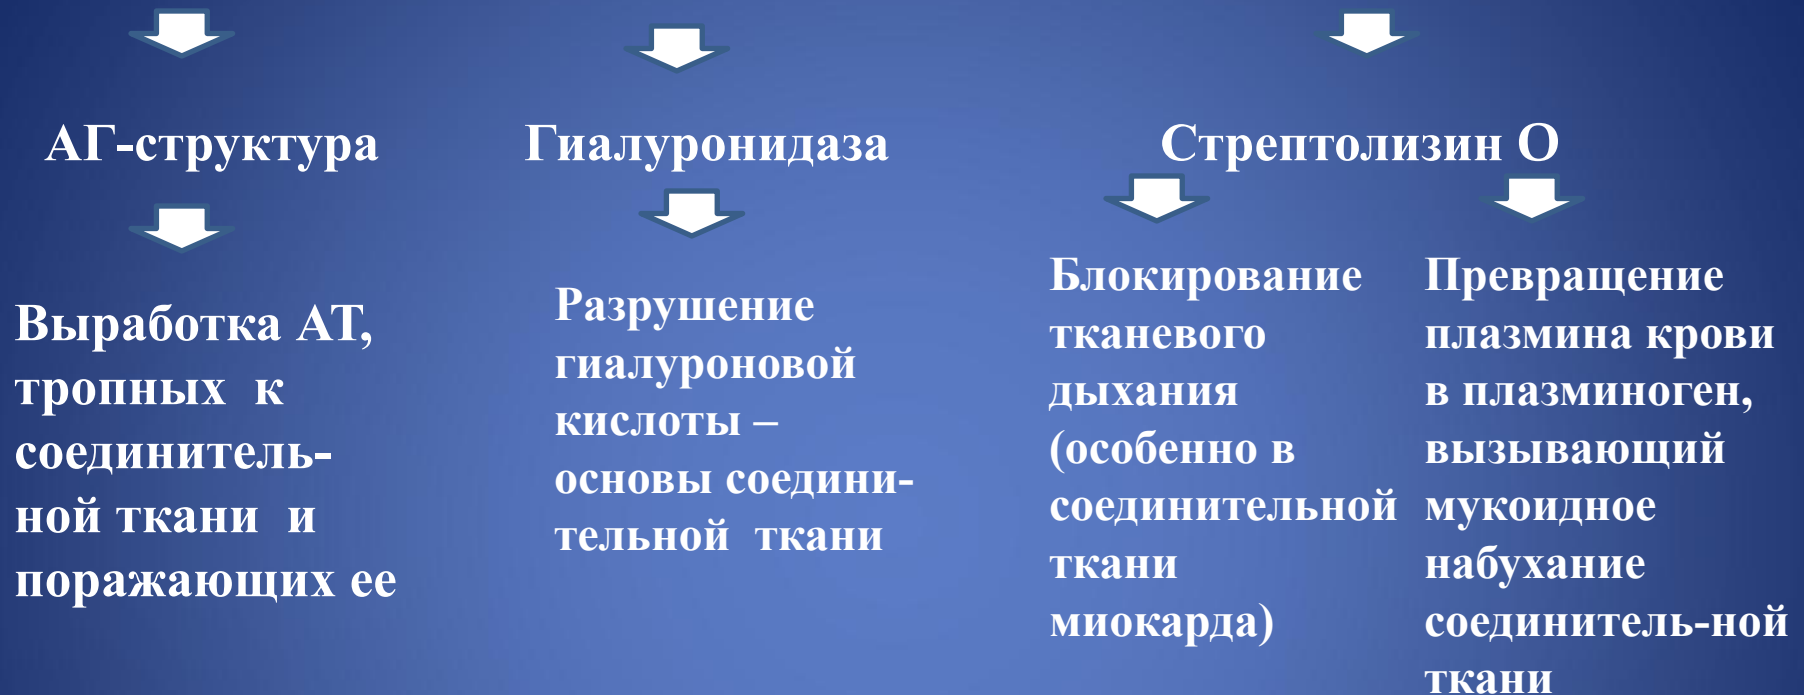 АГ-структура
Гиалуронидаза
Стрептолизин О
Выработка АТ,
тропных к
соединитель-
ной ткани и
поражающих ее
Разрушение
гиалуроновой
кислоты –
основы соедини-
тельной ткани
Блокирование
тканевого
дыхания
(особенно в
соединительной
ткани
миокарда)
Превращение
плазмина крови
в плазминоген,
вызывающий
мукоидное
набухание
соединитель-ной
ткани